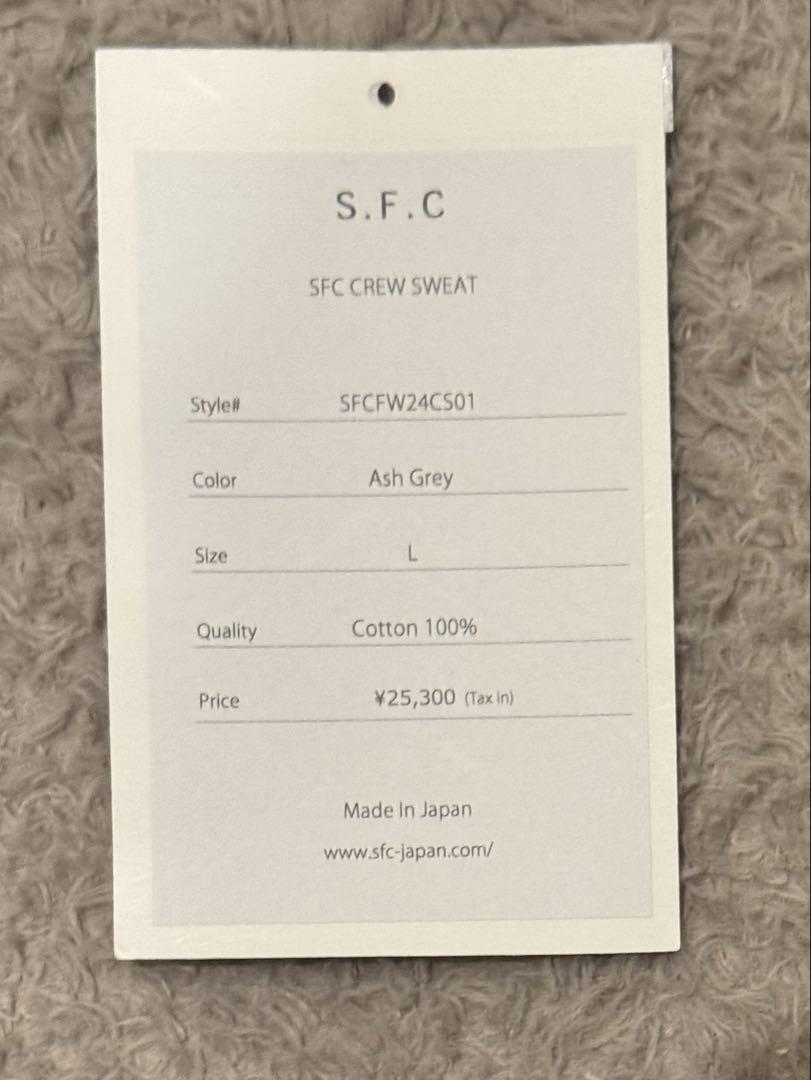 S.F.C
SFC CREW SWEAT
Style# SFCFW24CS01
Color Ash Grey
Size L
Quality Cotton 100%
Price ¥25,300 (Tax in)
Made In Japan
www.sfc-japan.com/